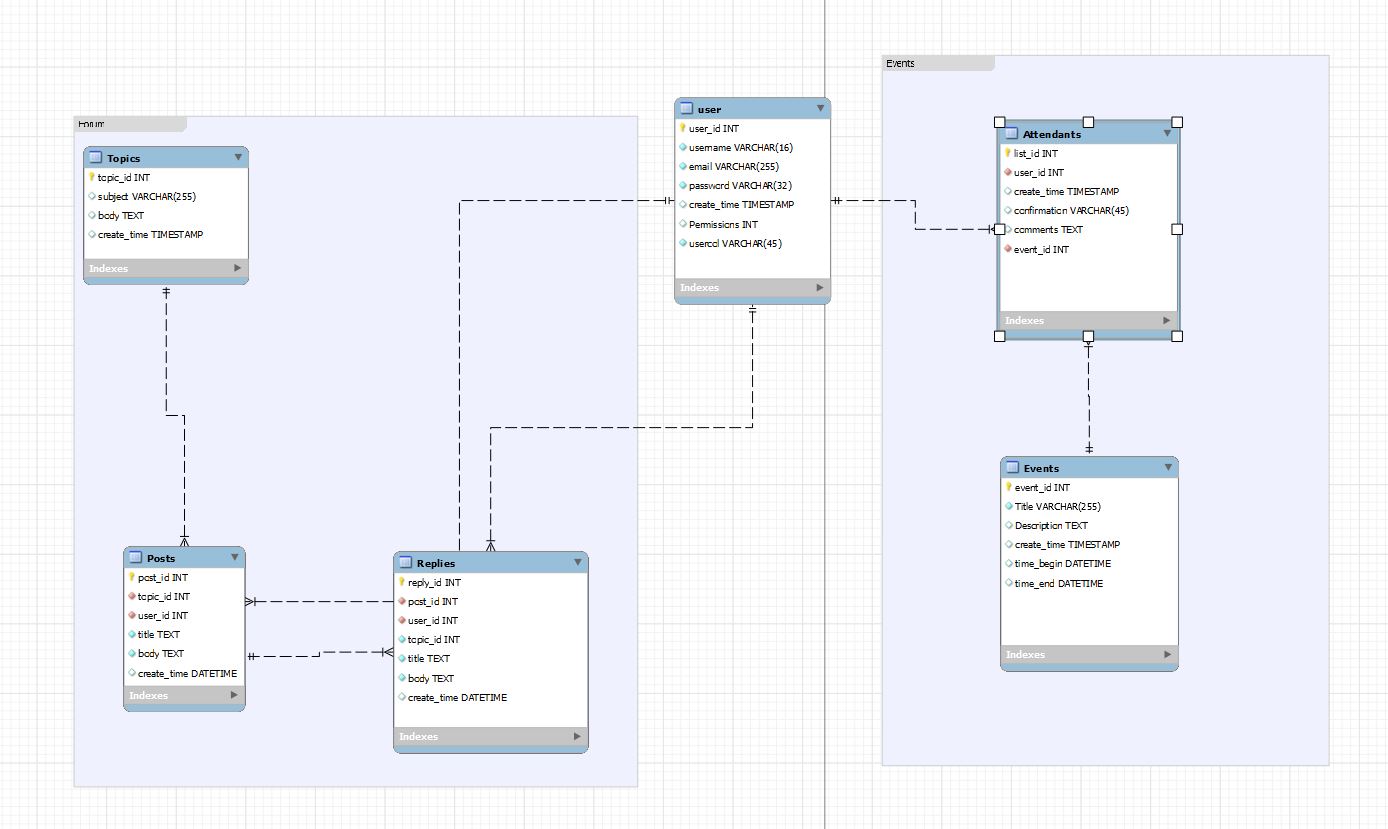 Forum
Topics
topic_id INT
subject VARCHAR(255)
body TEXT
create_time TIMESTAMP
Indexes
Posts
post_id INT
topic_id INT
user_id INT
title TEXT
body TEXT
create_time DATETIME
Indexes
Replies
reply_id INT
post_id INT
user_id INT
topic_id INT
title TEXT
body TEXT
create_time DATETIME
Indexes
user
user_id INT
username VARCHAR(16)
email VARCHAR(255)
password VARCHAR(32)
create_time TIMESTAMP
Permissions INT
usercol VARCHAR(45)
Indexes
Events
Attendants
list_id INT
user_id INT
create_time TIMESTAMP
confirmation VARCHAR(45)
comments TEXT
event_id INT
Indexes
Events
event_id INT
Title VARCHAR(255)
Description TEXT
create_time TIMESTAMP
time_begin DATETIME
time_end DATETIME
Indexes